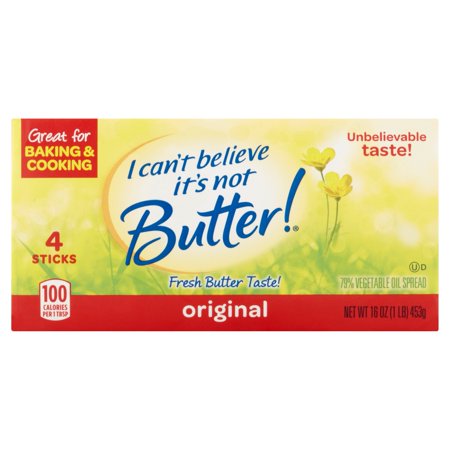 Great for
BAKING &
COOKING
Unbelievable
taste!
I can't believe
it's not
Butter!®
4
STICKS
Fresh Butter Taste!
100
CALORIES
PER 1 TBSP
U D
79% VEGETABLE OIL SPREAD
original
NET WT 16 OZ (1 LB) 453g